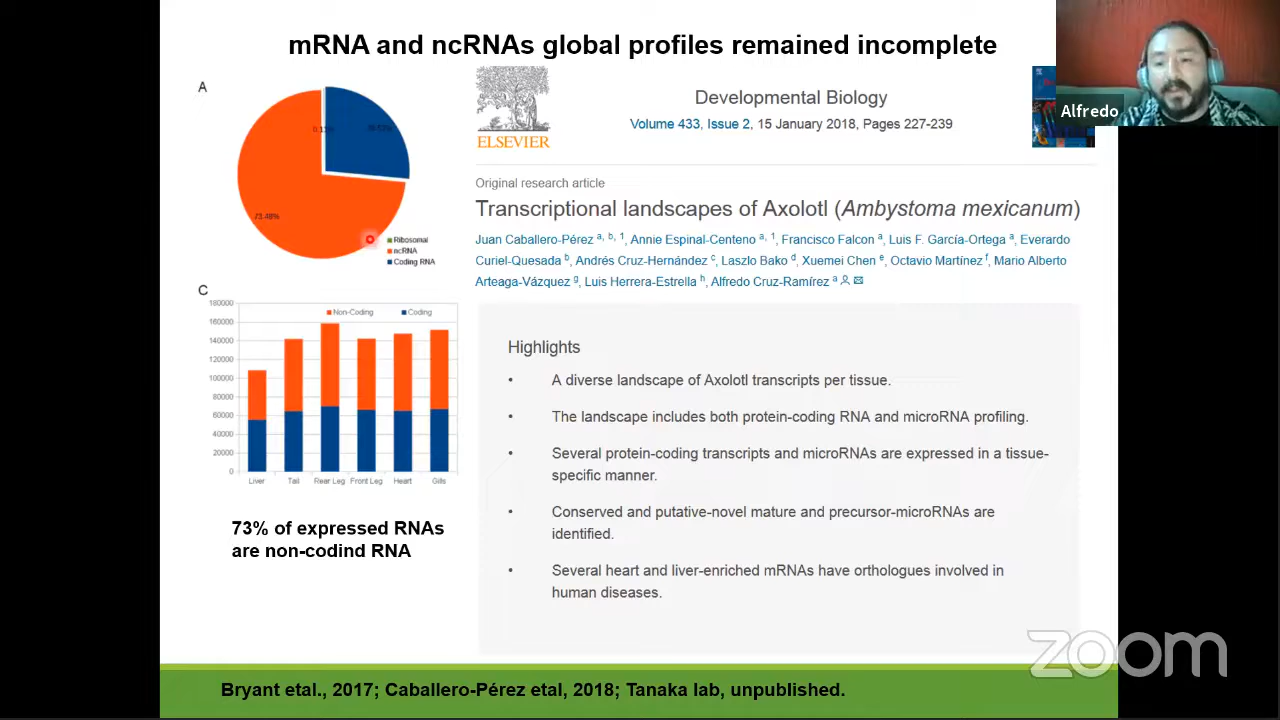 mRNA and ncRNAs global profiles remained incomplete
Alfredo
A
73.48%
Ribosomal
ncRNA
Coding RNA
ELSEVIER
Developmental Biology
Volume 433, Issue 2, 15 January 2018, Pages 227-239
Original research article
Transcriptional landscapes of Axolotl (Ambystoma mexicanum)
Juan Caballero-Pérez a, b, 1, Annie Espinal-Centeno a, 1, Francisco Falcon a, Luis F. García-Ortega a, Everardo
Curiel-Quesada b, Andrés Cruz-Hernández c, Laszlo Bako d, Xuemei Chen e, Octavio Martínez f, Mario Alberto
Arteaga-Vázquez g, Luis Herrera-Estrella h, Alfredo Cruz-Ramírez a
C
Non-Coding
Coding
180000
160000
140000
120000
100000
80000
60000
40000
20000
0
Liver Tail Rear Leg Front Leg Heart Gills
73% of expressed RNAs
are non-codind RNA
Highlights
• A diverse landscape of Axolotl transcripts per tissue.
• The landscape includes both protein-coding RNA and microRNA profiling.
• Several protein-coding transcripts and microRNAs are expressed in a tissue-
specific manner.
• Conserved and putative-novel mature and precursor-microRNAs are
identified.
• Several heart and liver-enriched mRNAs have orthologues involved in
human diseases.
zoom
Bryant etal., 2017; Caballero-Pérez etal, 2018; Tanaka lab, unpublished.